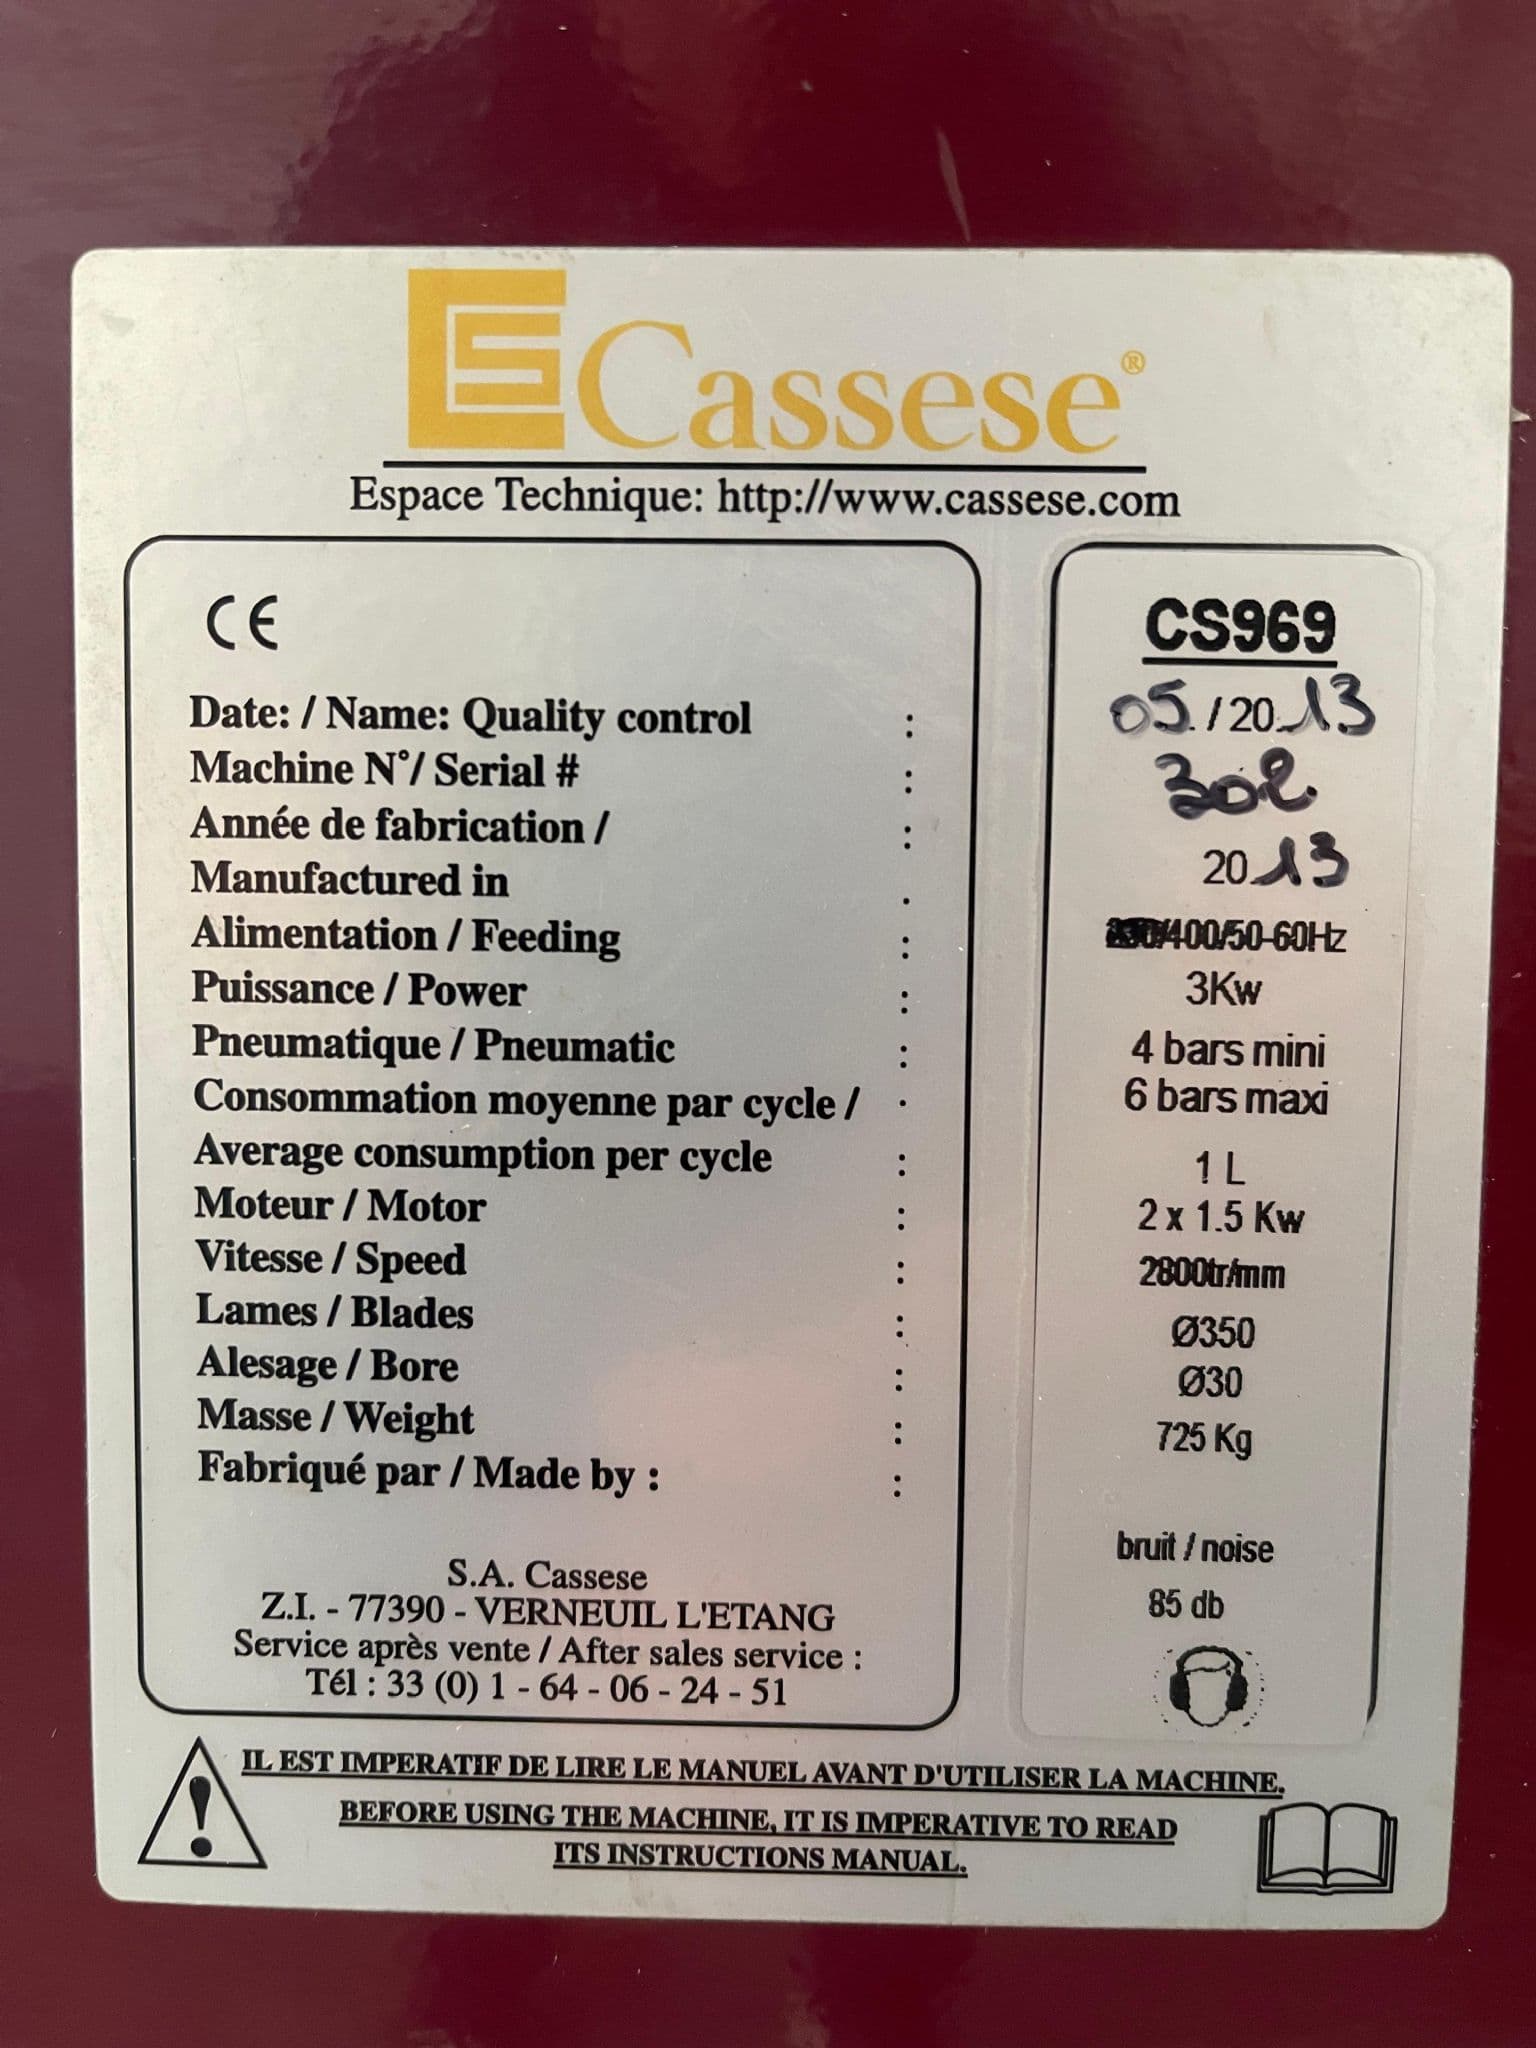 Cassese®
Espace Technique: http://www.cassese.com
CE
CS969
Date: / Name: Quality control : 05./2013
Machine N°/ Serial # : 302
Année de fabrication / :
Manufactured in . 2013
Alimentation / Feeding : /400/50-60Hz
Puissance / Power : 3Kw
Pneumatique / Pneumatic : 4 bars mini
Consommation moyenne par cycle / . 6 bars maxi
Average consumption per cycle : 1 L
Moteur / Motor : 2 x 1.5 Kw
Vitesse / Speed : 2800tr/mm
Lames / Blades : Ø350
Alesage / Bore : Ø30
Masse / Weight : 725 Kg
Fabriqué par / Made by : :
S.A. Cassese
Z.I. - 77390 - VERNEUIL L'ETANG
Service après vente / After sales service :
Tél : 33 (0) 1 - 64 - 06 - 24 - 51
bruit / noise
85 db
IL EST IMPERATIF DE LIRE LE MANUEL AVANT D'UTILISER LA MACHINE.
BEFORE USING THE MACHINE, IT IS IMPERATIVE TO READ
ITS INSTRUCTIONS MANUAL.